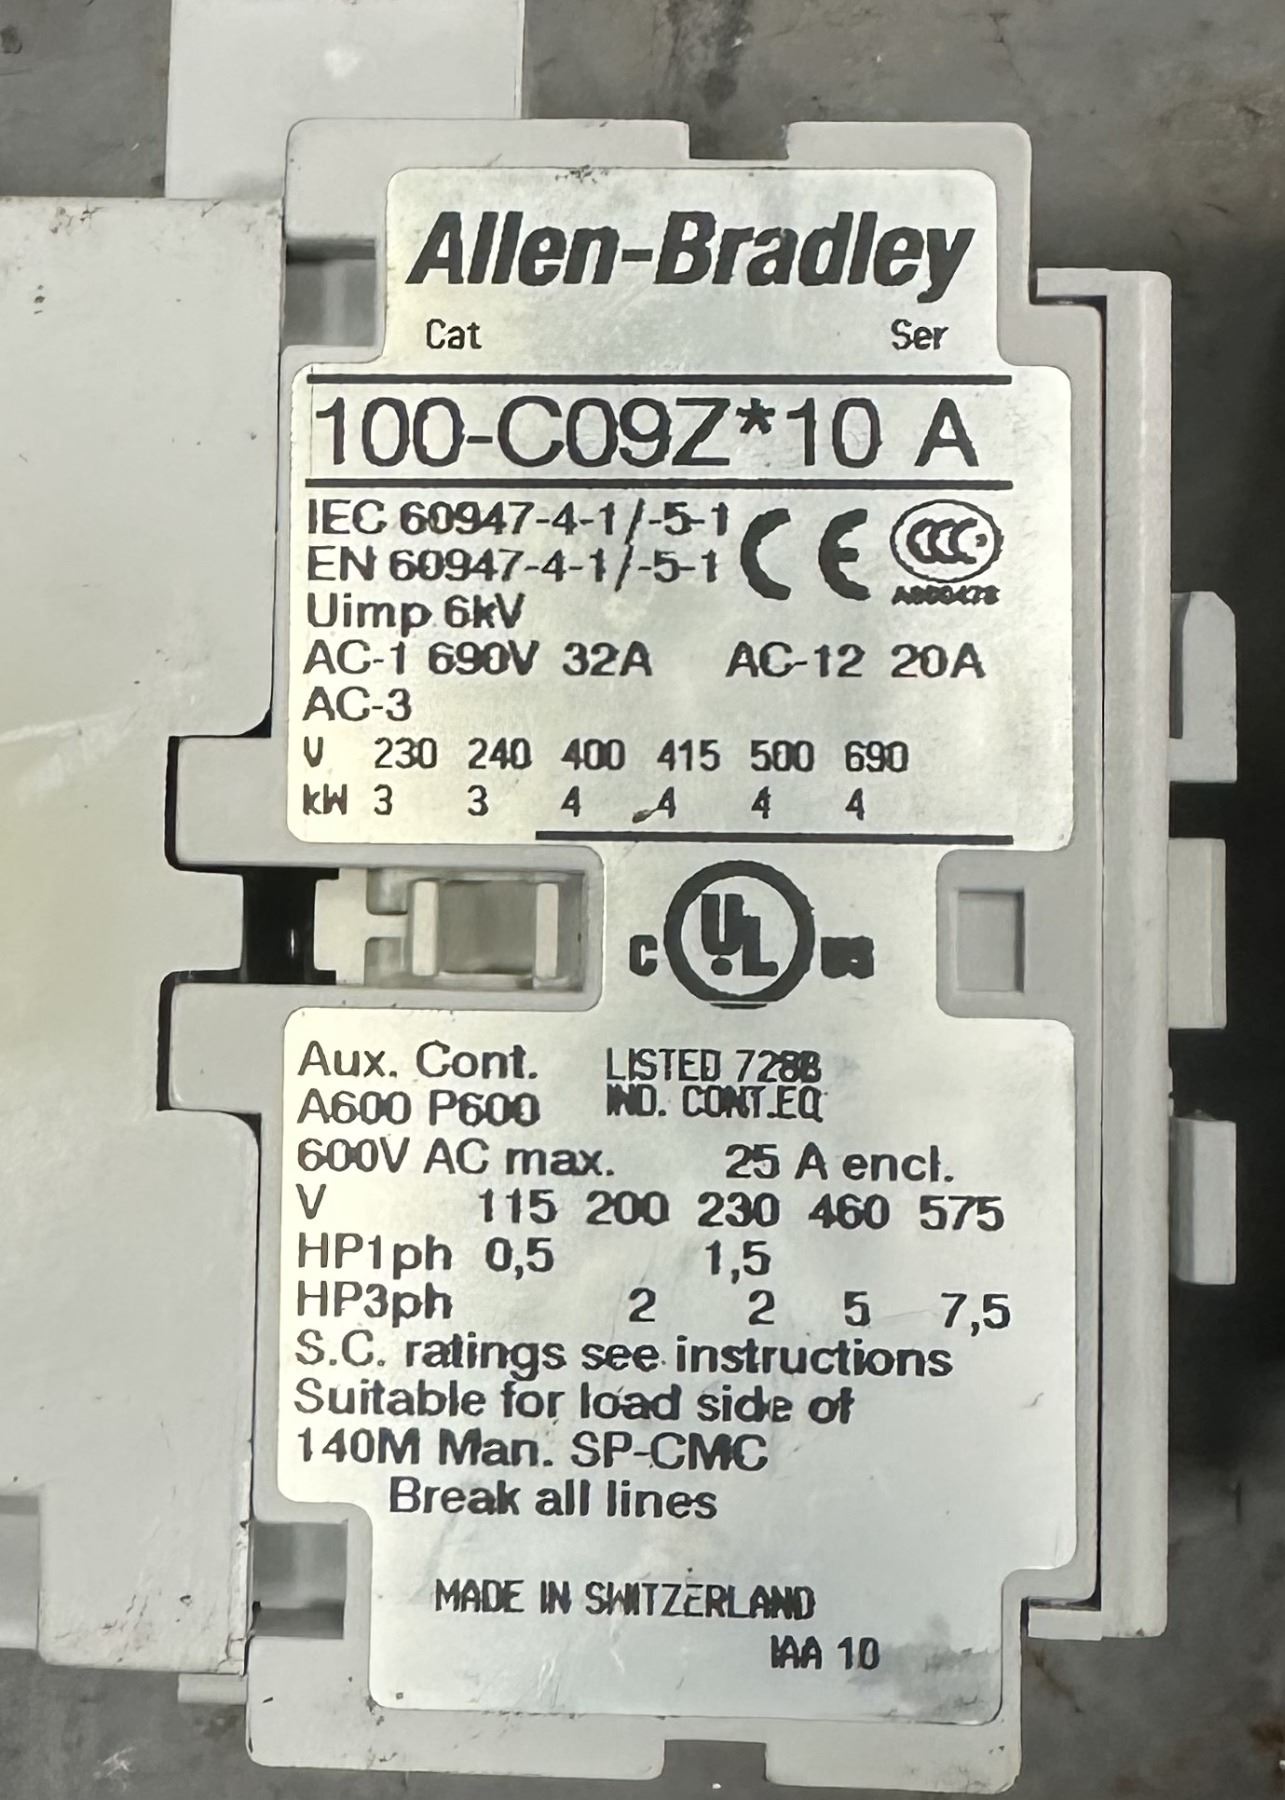 Allen-Bradley
Cat Ser
100-C09Z*10 A
IEC 60947-4-1/-5-1
EN 60947-4-1/-5-1
CE
CCC
Uimp 6kV
AC-1 690V 32A AC-12 20A
AC-3
V 230 240 400 415 500 690
kW 3 3 4 4 4 4
C UL US
Aux. Cont. LISTED 728B
A600 P600 IND. CONT.EQ
600V AC max. 25 A encl.
V 115 200 230 460 575
HP1ph 0,5 1,5
HP3ph 2 2 5 7,5
S.C. ratings see instructions
Suitable for load side of
140M Man. SP-CMC
Break all lines
MADE IN SWITZERLAND
IAA 10